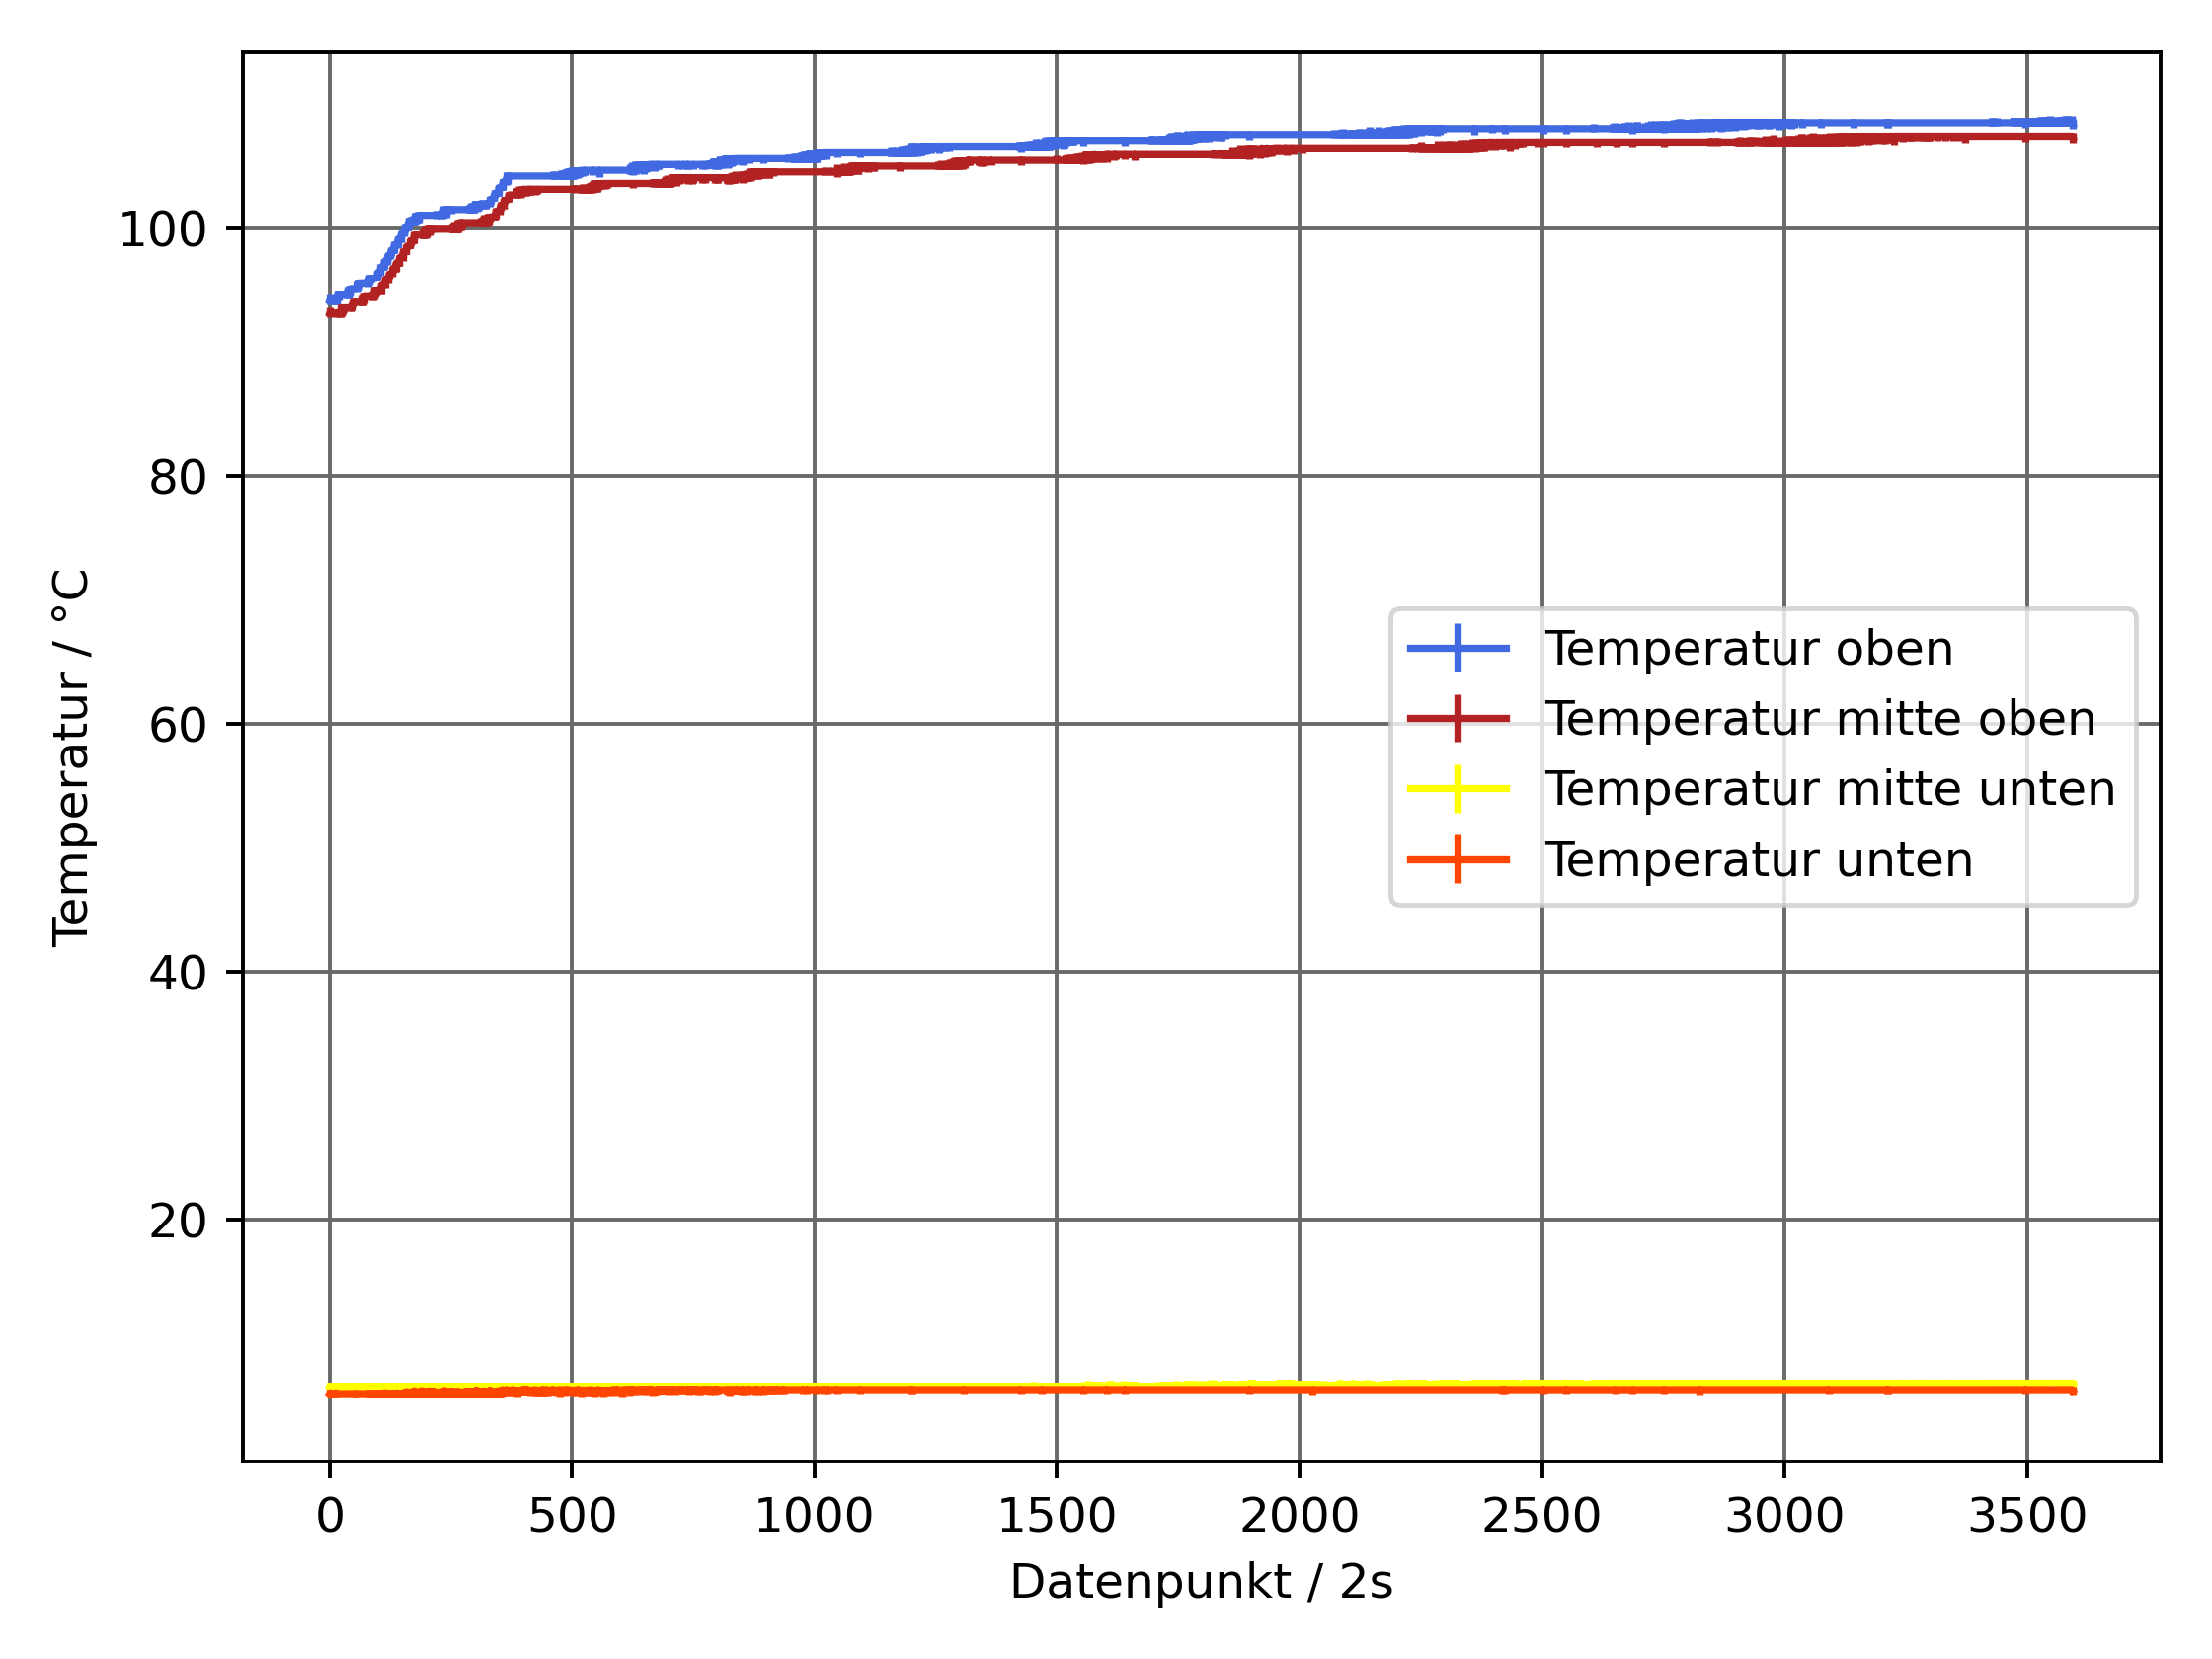 100
80
60
40
20
Temperatur / °C
Temperatur oben
Temperatur mitte oben
Temperatur mitte unten
Temperatur unten
0 500 1000 1500 2000 2500 3000 3500
Datenpunkt / 2s